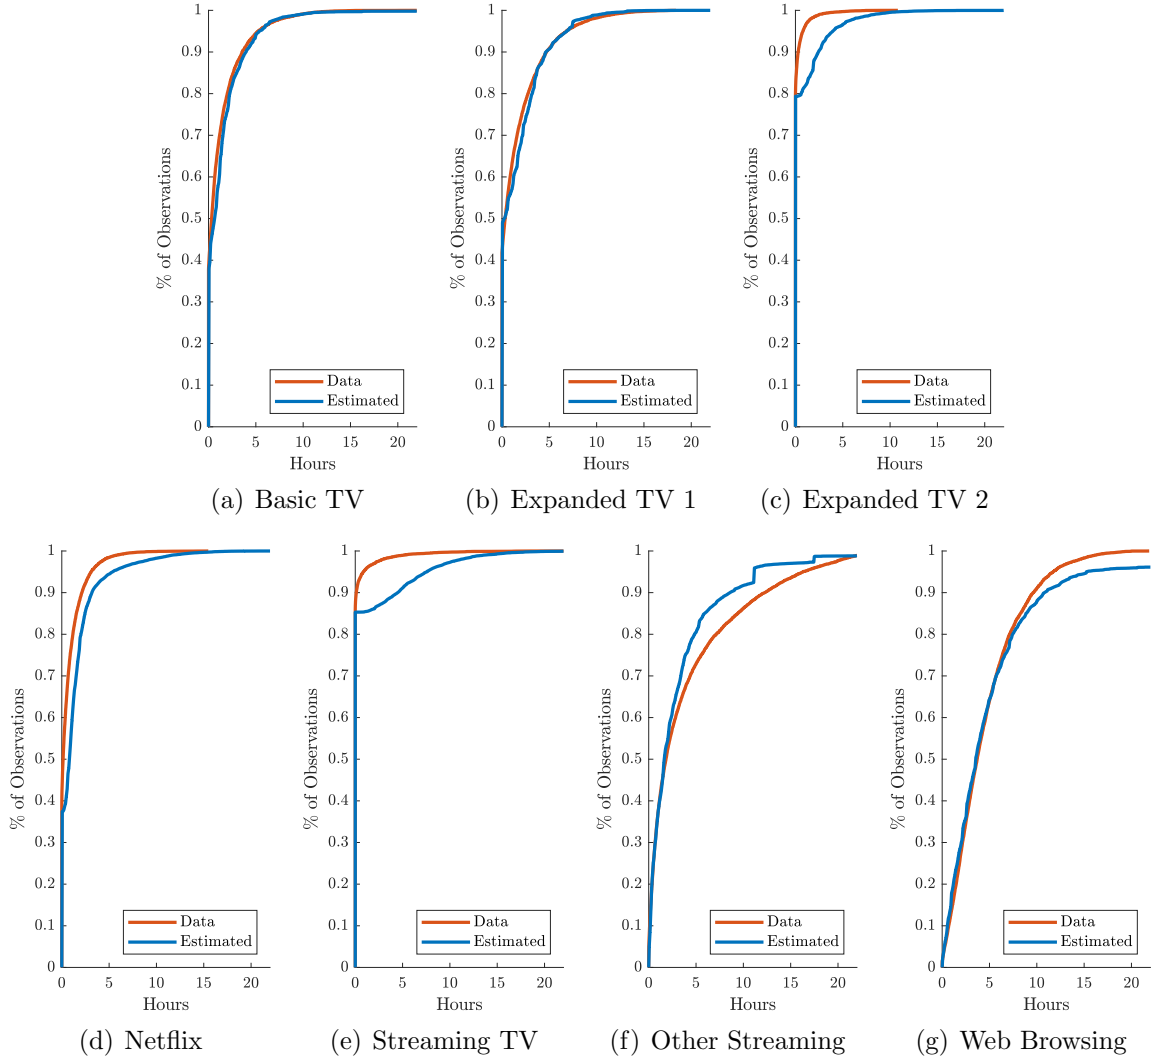 % of Observations
1
0.9
0.8
0.7
0.6
0.5
0.4
0.3
0.2
0.1
0
Data
Estimated
0 5 10 15 20
Hours
(a) Basic TV
% of Observations
1
0.9
0.8
0.7
0.6
0.5
0.4
0.3
0.2
0.1
0
Data
Estimated
0 5 10 15 20
Hours
(b) Expanded TV 1
% of Observations
1
0.9
0.8
0.7
0.6
0.5
0.4
0.3
0.2
0.1
0
Data
Estimated
0 5 10 15 20
Hours
(c) Expanded TV 2
% of Observations
1
0.9
0.8
0.7
0.6
0.5
0.4
0.3
0.2
0.1
0
Data
Estimated
0 5 10 15 20
Hours
(d) Netflix
% of Observations
1
0.9
0.8
0.7
0.6
0.5
0.4
0.3
0.2
0.1
0
Data
Estimated
0 5 10 15 20
Hours
(e) Streaming TV
% of Observations
1
0.9
0.8
0.7
0.6
0.5
0.4
0.3
0.2
0.1
0
Data
Estimated
0 5 10 15 20
Hours
(f) Other Streaming
% of Observations
1
0.9
0.8
0.7
0.6
0.5
0.4
0.3
0.2
0.1
0
Data
Estimated
0 5 10 15 20
Hours
(g) Web Browsing